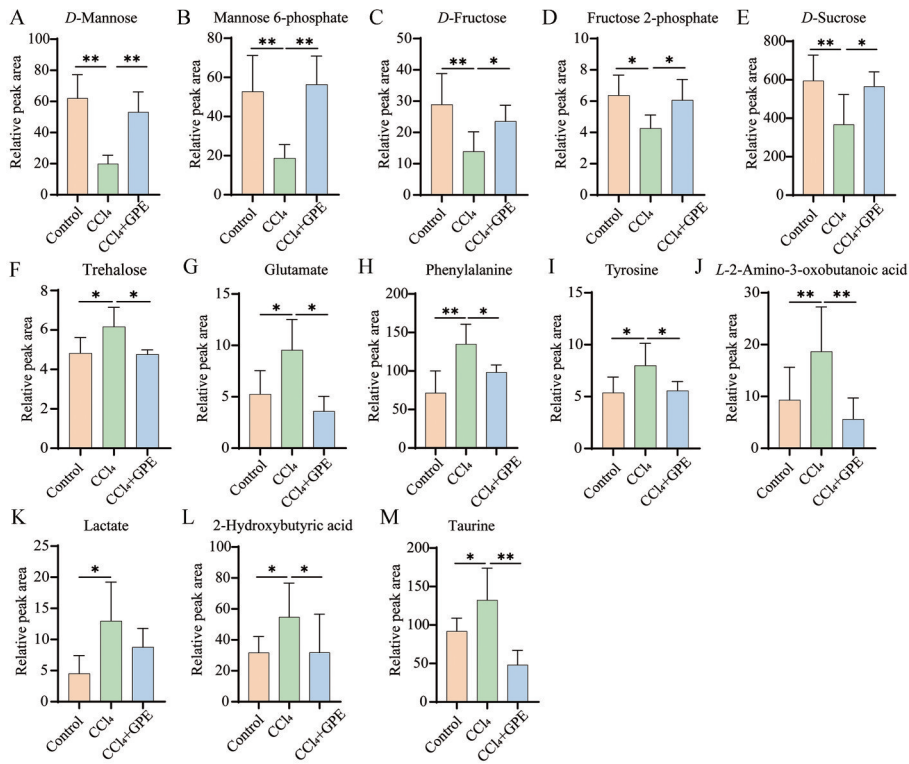 A
D-Mannose
Relative peak area
80
60
40
20
0
** **
Control
CCl₄
CCl₄+GPE
B
Mannose 6-phosphate
Relative peak area
80
60
40
20
0
** **
Control
CCl₄
CCl₄+GPE
C
D-Fructose
Relative peak area
50
40
30
20
10
0
** *
Control
CCl₄
CCl₄+GPE
D
Fructose 2-phosphate
Relative peak area
10
8
6
4
2
0
* *
Control
CCl₄
CCl₄+GPE
E
D-Sucrose
Relative peak area
800
600
400
200
0
** *
Control
CCl₄
CCl₄+GPE
F
Trehalose
Relative peak area
8
6
4
2
0
* *
Control
CCl₄
CCl₄+GPE
G
Glutamate
Relative peak area
15
10
5
0
* *
Control
CCl₄
CCl₄+GPE
H
Phenylalanine
Relative peak area
200
150
100
50
0
** *
Control
CCl₄
CCl₄+GPE
I
Tyrosine
Relative peak area
15
10
5
0
* *
Control
CCl₄
CCl₄+GPE
J
L-2-Amino-3-oxobutanoic acid
Relative peak area
40
30
20
10
0
** **
Control
CCl₄
CCl₄+GPE
K
Lactate
Relative peak area
25
20
15
10
5
0
*
Control
CCl₄
CCl₄+GPE
L
2-Hydroxybutyric acid
Relative peak area
100
80
60
40
20
0
* *
Control
CCl₄
CCl₄+GPE
M
Taurine
Relative peak area
200
150
100
50
0
* **
Control
CCl₄
CCl₄+GPE